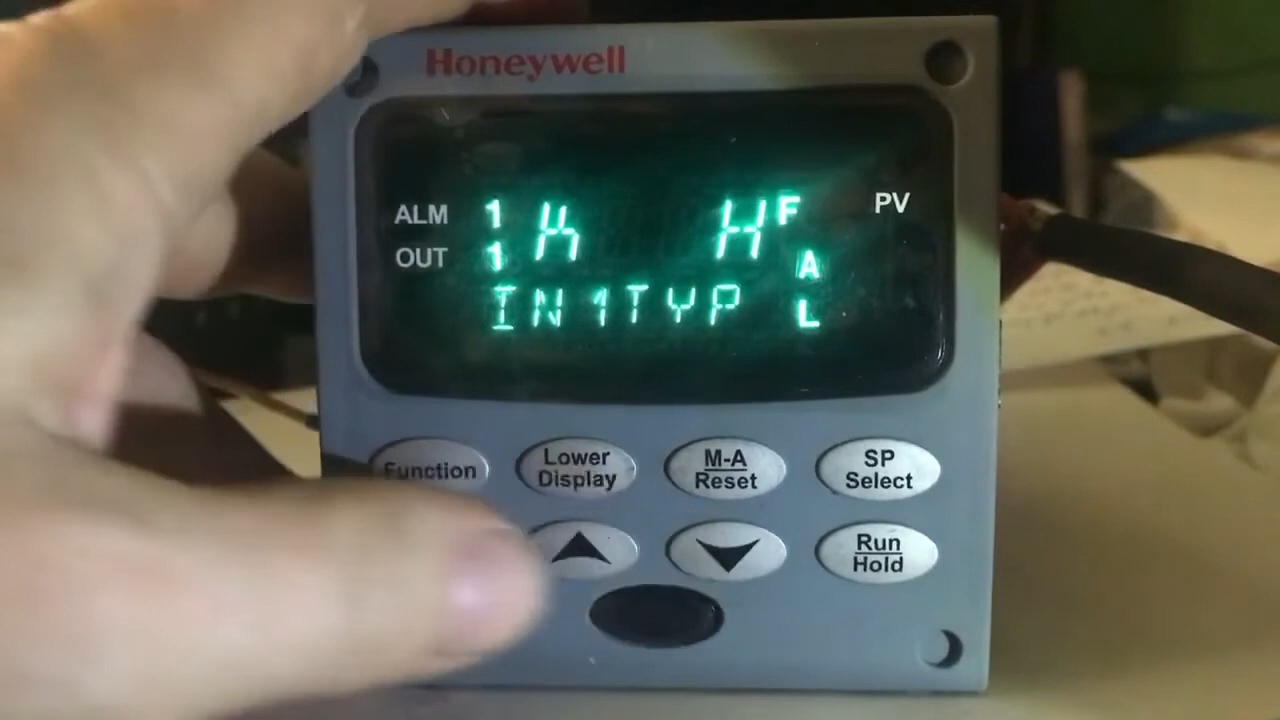 Honeywell
ALM 1 K H F PV
OUT 1 A
IN1TYP L
Function Lower Display M-A Reset SP Select
Run Hold